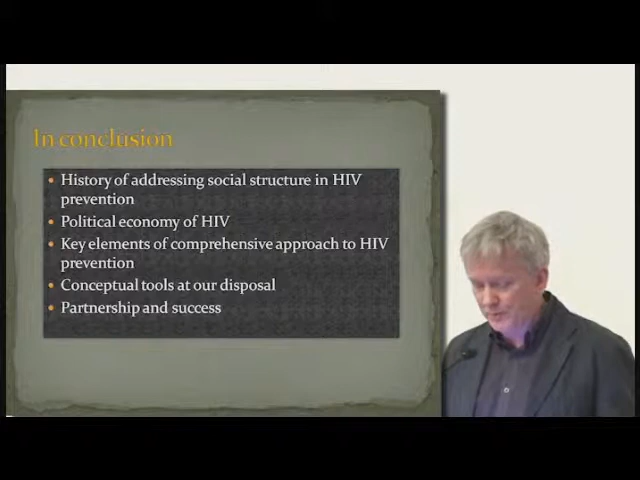 In conclusion
• History of addressing social structure in HIV
prevention
• Political economy of HIV
• Key elements of comprehensive approach to HIV
prevention
• Conceptual tools at our disposal
• Partnership and success